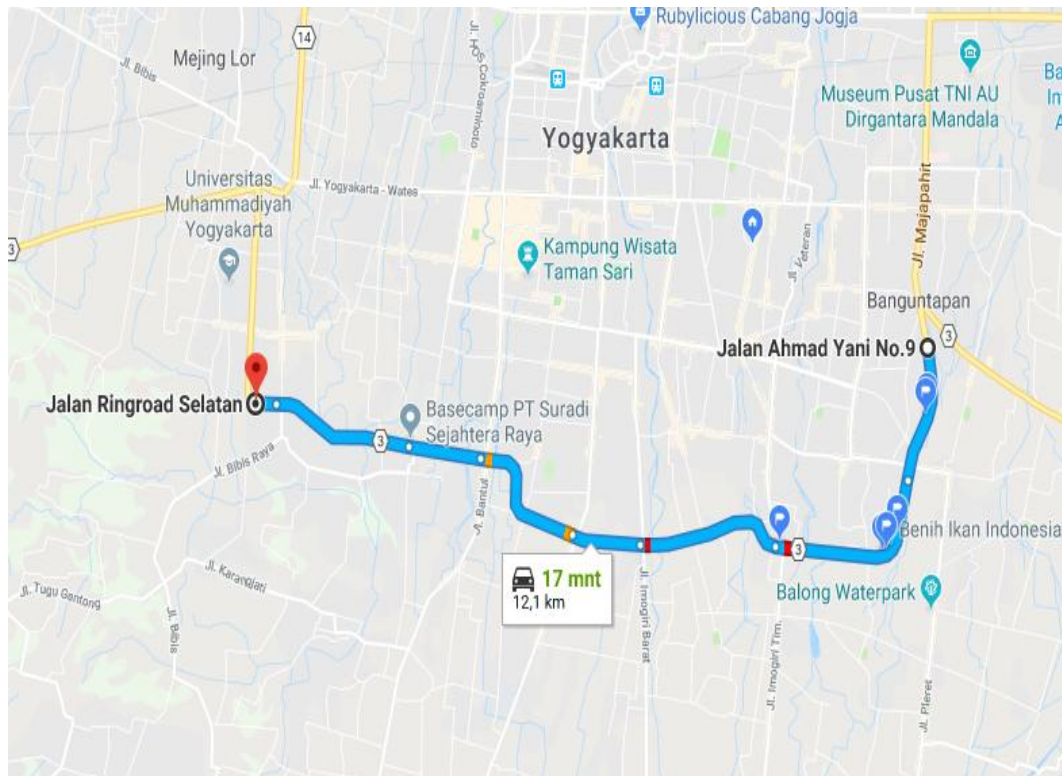 Rubylicious Cabang Jogja
14
Mejing Lor
Jl. Bibis
Jl. HOS Cokroaminoto
Museum Pusat TNI AU
Dirgantara Mandala
Ba
In
A
Yogyakarta
Universitas
Muhammadiyah
Yogyakarta
Jl. Yogyakarta - Wates
Jl. Majapahit
3
Kampung Wisata
Taman Sari
Jl. Veteran
Banguntapan
3
Jalan Ahmad Yani No.9
Jalan Ringroad Selatan
Basecamp PT Suradi
Sejahtera Raya
3
Jl. Bibis Raya
Jl. Bantul
Benih Ikan Indonesia
3
17 mnt
12,1 km
Jl. Karangjati
Jl. Tugu Gentong
Jl. Bibis
Jl. Imogiri Barat
Jl. Imogiri Tim.
Balong Waterpark
Jl. Pleret